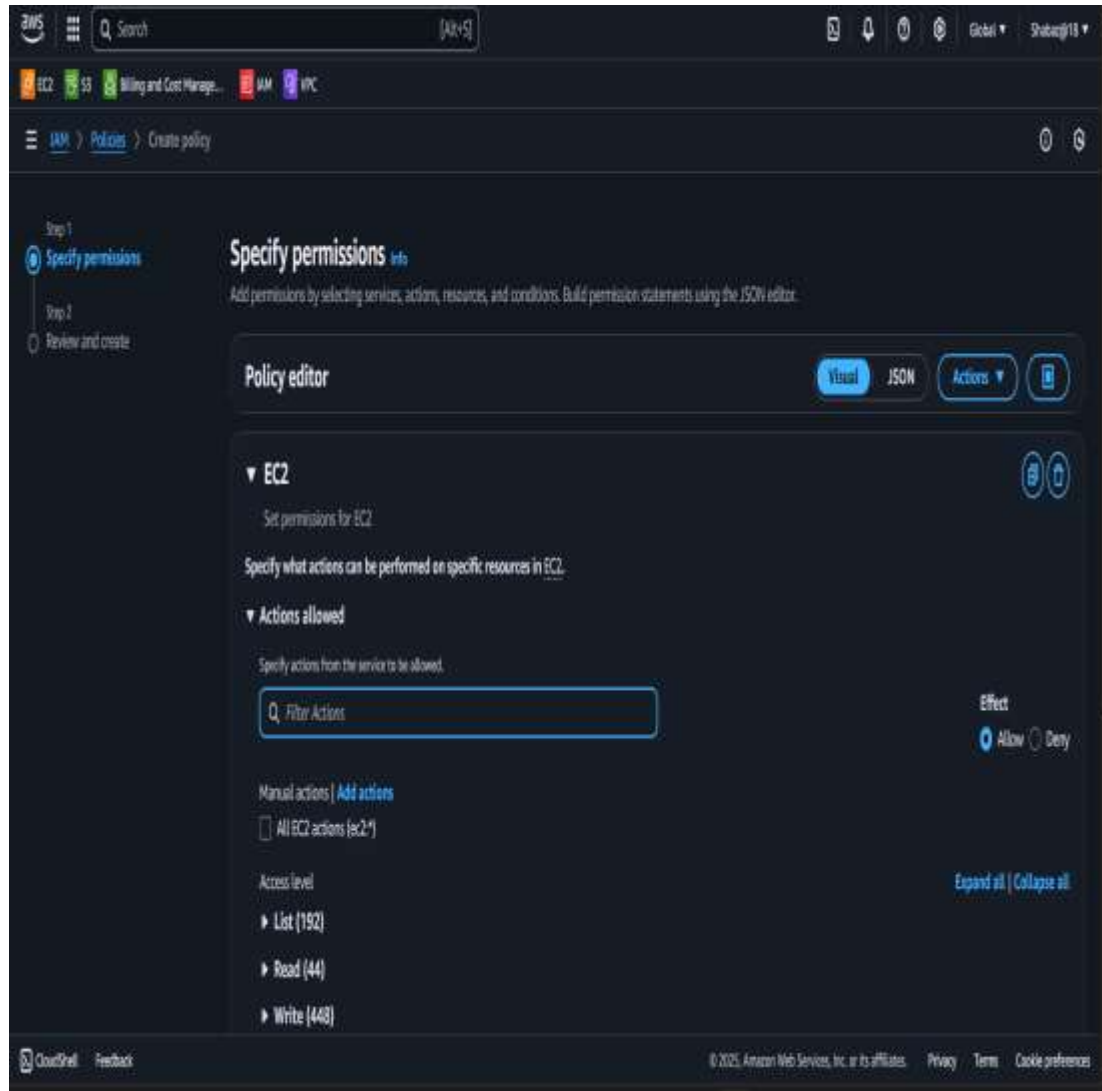 aws Search [Alt+S] Global
EC2 S3 Billing and Cost Manage... IAM VPC
IAM > Policies > Create policy
Step 1
Specify permissions
Step 2
Review and create
Specify permissions Info
Add permissions by selecting services, actions, resources, and conditions. Build permission statements using the JSON editor.
Policy editor Visual JSON Actions
EC2
Set permissions for EC2
Specify what actions can be performed on specific resources in EC2.
Actions allowed
Specify actions from the service to be allowed.
Filter Actions
Effect
Allow Deny
Manual actions | Add actions
All EC2 actions (ec2:*)
Access level Expand all | Collapse all
List (192)
Read (44)
Write (448)
CloudShell Feedback © 2025, Amazon Web Services, Inc. or its affiliates. Privacy Terms Cookie preferences